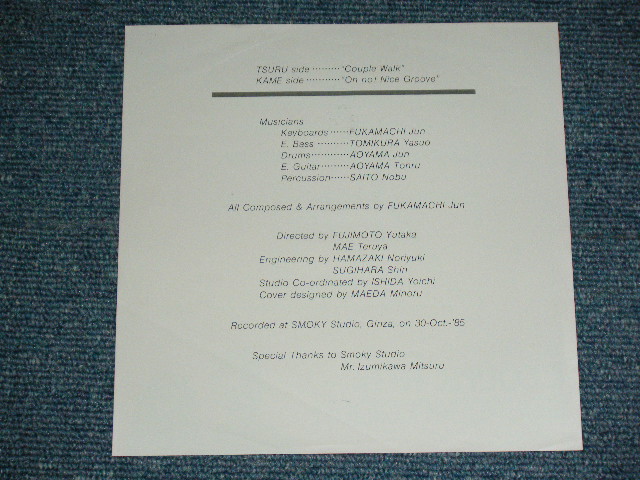 TSURU side ········· "Couple Walk"
KAME side ··········· "On no! Nice Groove"
Musicians
Keyboards ······ FUKAMACHI Jun
E. Bass ··········· TOMIKURA Yasuo
Drums ············· AOYAMA Jun
E. Guitar ·········· AOYAMA Tohru
Percussion ······ SAITO Nobu
All Composed & Arrangements by FUKAMACHI Jun
Directed by FUJIMOTO Yutaka
MAE Teruya
Engineering by HAMAZAKI Noriyuki
SUGIHARA Shin
Studio Co-ordinated by ISHIDA Yoichi
Cover designed by MAEDA Minoru
Recorded at SMOKY Studio, Ginza, on 30-Oct.-'85
Special Thanks to Smoky Studio
Mr. Izumikawa Mitsuru